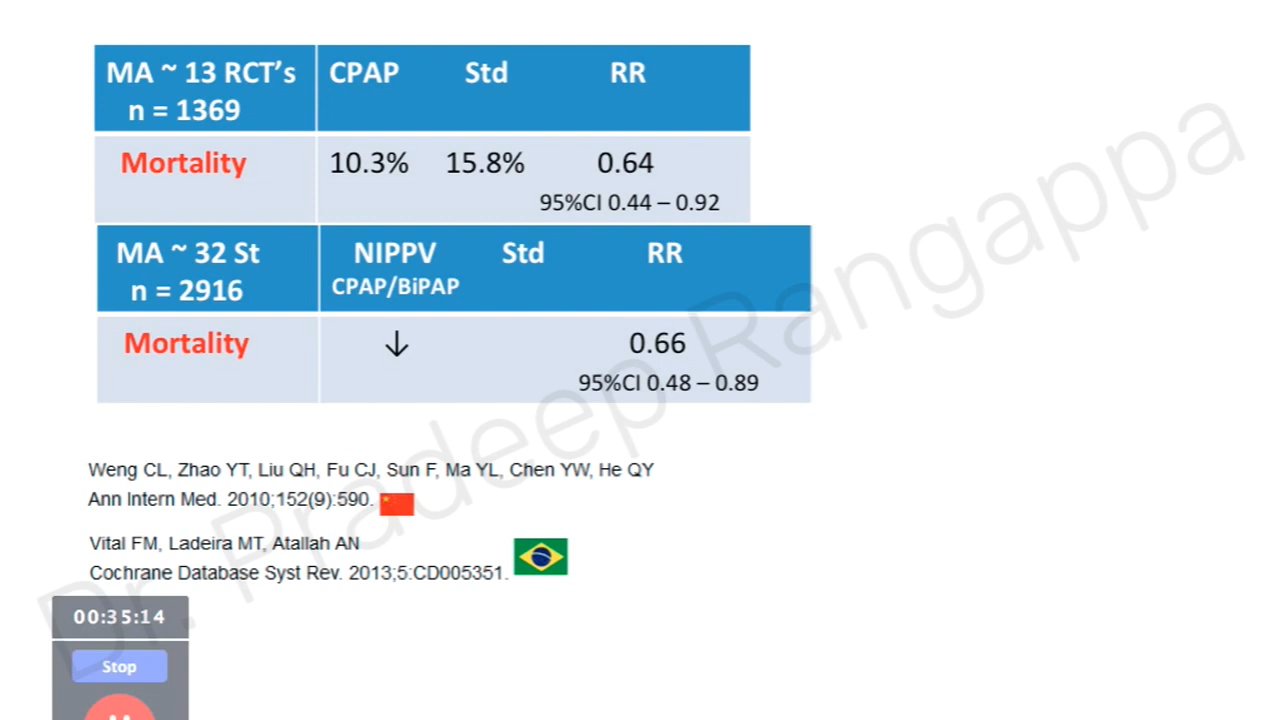 MA ~ 13 RCT's CPAP Std RR
n = 1369
Mortality 10.3% 15.8% 0.64
95%CI 0.44 – 0.92
MA ~ 32 St NIPPV Std RR
n = 2916 CPAP/BiPAP
Mortality ↓ 0.66
95%CI 0.48 – 0.89
Weng CL, Zhao YT, Liu QH, Fu CJ, Sun F, Ma YL, Chen YW, He QY
Ann Intern Med. 2010;152(9):590.
Vital FM, Ladeira MT, Atallah AN
Cochrane Database Syst Rev. 2013;5:CD005351.
Dr. Pradeep Rangappa
00:35:14
Stop